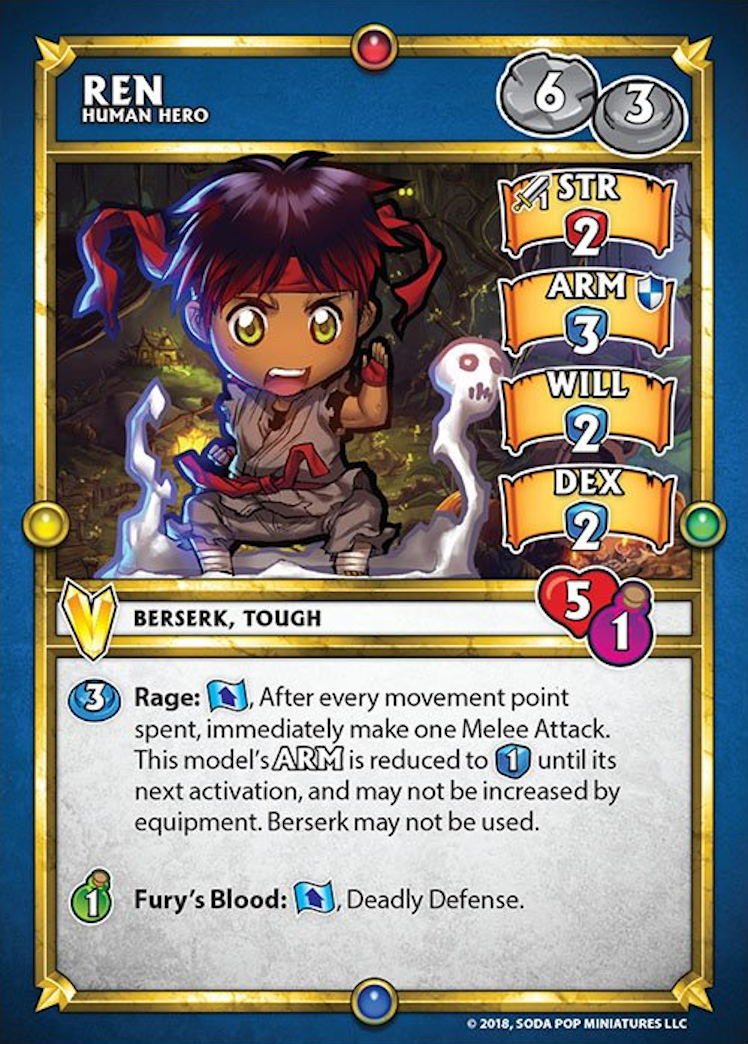 REN
HUMAN HERO
6
3
STR
2
ARM
3
WILL
2
DEX
2
5
1
BERSERK, TOUGH
3
Rage: , After every movement point
spent, immediately make one Melee Attack.
This model's ARM is reduced to 1 until its
next activation, and may not be increased by
equipment. Berserk may not be used.
1
Fury's Blood: , Deadly Defense.
© 2018, SODA POP MINIATURES LLC